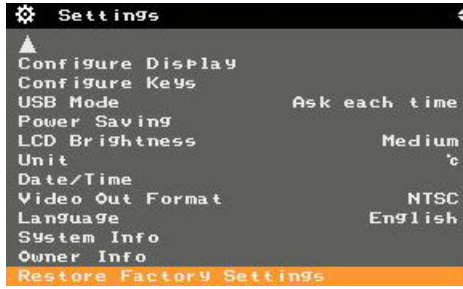 Settings
Configure Display
Configure Keys
USB Mode Ask each time
Power Saving
LCD Brightness Medium
Unit °C
Date/Time
Video Out Format NTSC
Language English
System Info
Owner Info
Restore Factory Settings